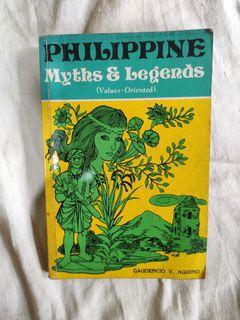 PHILIPPINE
Myths & Legends
(Values-Oriented)
GAUDENCIO V. AQUINO